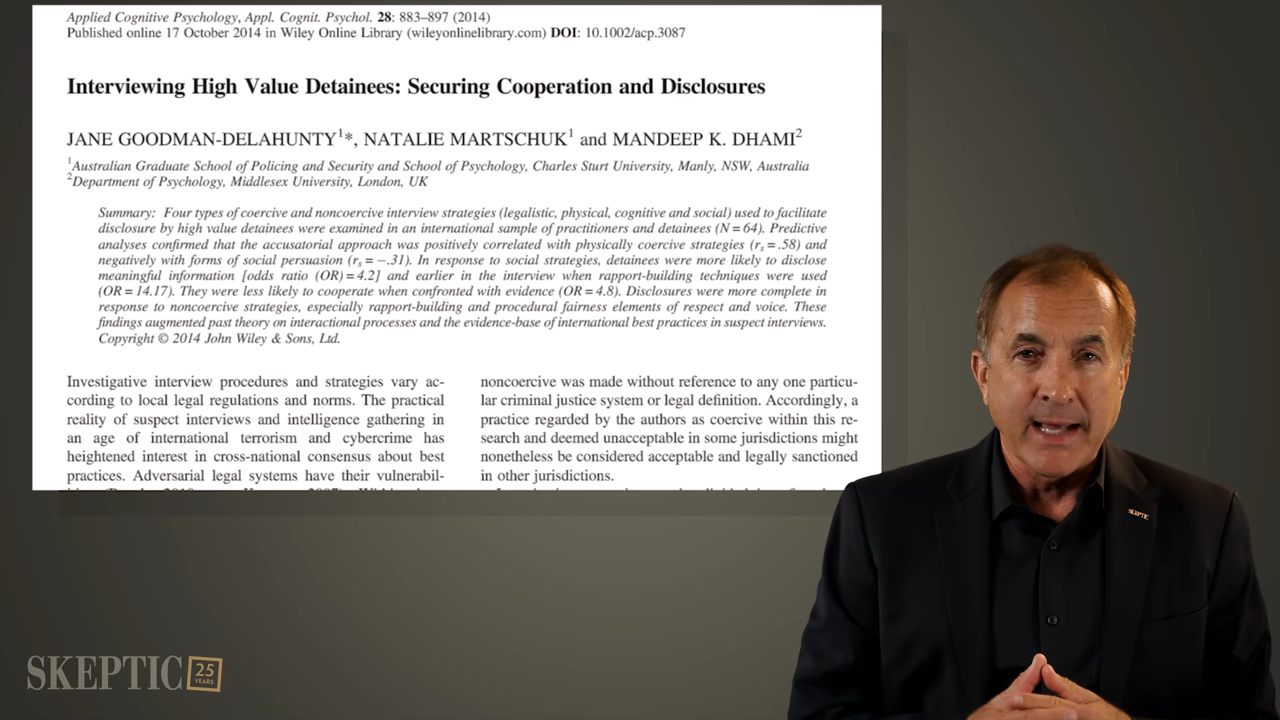 Applied Cognitive Psychology, Appl. Cognit. Psychol. 28: 883–897 (2014)
Published online 17 October 2014 in Wiley Online Library (wileyonlinelibrary.com) DOI: 10.1002/acp.3087
Interviewing High Value Detainees: Securing Cooperation and Disclosures
JANE GOODMAN-DELAHUNTY1*, NATALIE MARTSCHUK1 and MANDEEP K. DHAMI2
1Australian Graduate School of Policing and Security and School of Psychology, Charles Sturt University, Manly, NSW, Australia
2Department of Psychology, Middlesex University, London, UK
Summary: Four types of coercive and noncoercive interview strategies (legalistic, physical, cognitive and social) used to facilitate
disclosure by high value detainees were examined in an international sample of practitioners and detainees (N = 64). Predictive
analyses confirmed that the accusatorial approach was positively correlated with physically coercive strategies (rs = .58) and
negatively with forms of social persuasion (rs = −.31). In response to social strategies, detainees were more likely to disclose
meaningful information [odds ratio (OR) = 4.2] and earlier in the interview when rapport-building techniques were used
(OR = 14.17). They were less likely to cooperate when confronted with evidence (OR = 4.8). Disclosures were more complete in
response to noncoercive strategies, especially rapport-building and procedural fairness elements of respect and voice. These
findings augmented past theory on interactional processes and the evidence-base of international best practices in suspect interviews.
Copyright © 2014 John Wiley & Sons, Ltd.
Investigative interview procedures and strategies vary ac-
cording to local legal regulations and norms. The practical
reality of suspect interviews and intelligence gathering in
an age of international terrorism and cybercrime has
heightened interest in cross-national consensus about best
practices. Adversarial legal systems have their vulnerabil-
noncoercive was made without reference to any one particu-
lar criminal justice system or legal definition. Accordingly, a
practice regarded by the authors as coercive within this re-
search and deemed unacceptable in some jurisdictions might
nonetheless be considered acceptable and legally sanctioned
in other jurisdictions.
SKEPTIC
SKEPTIC 25
YEARS